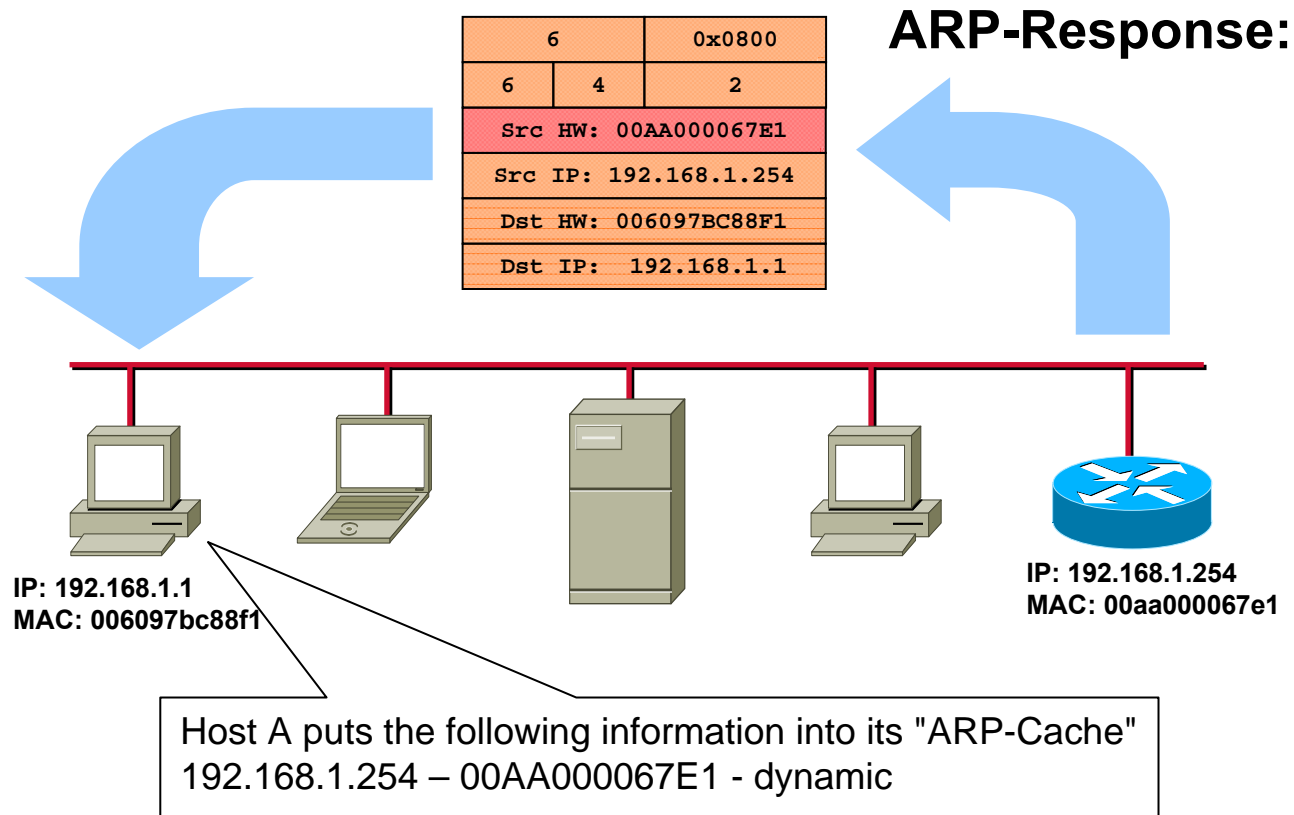 ARP-Response:
6 0x0800
6 4 2
Src HW: 00AA000067E1
Src IP: 192.168.1.254
Dst HW: 006097BC88F1
Dst IP: 192.168.1.1
IP: 192.168.1.1
MAC: 006097bc88f1
IP: 192.168.1.254
MAC: 00aa000067e1
Host A puts the following information into its "ARP-Cache"
192.168.1.254 – 00AA000067E1 - dynamic